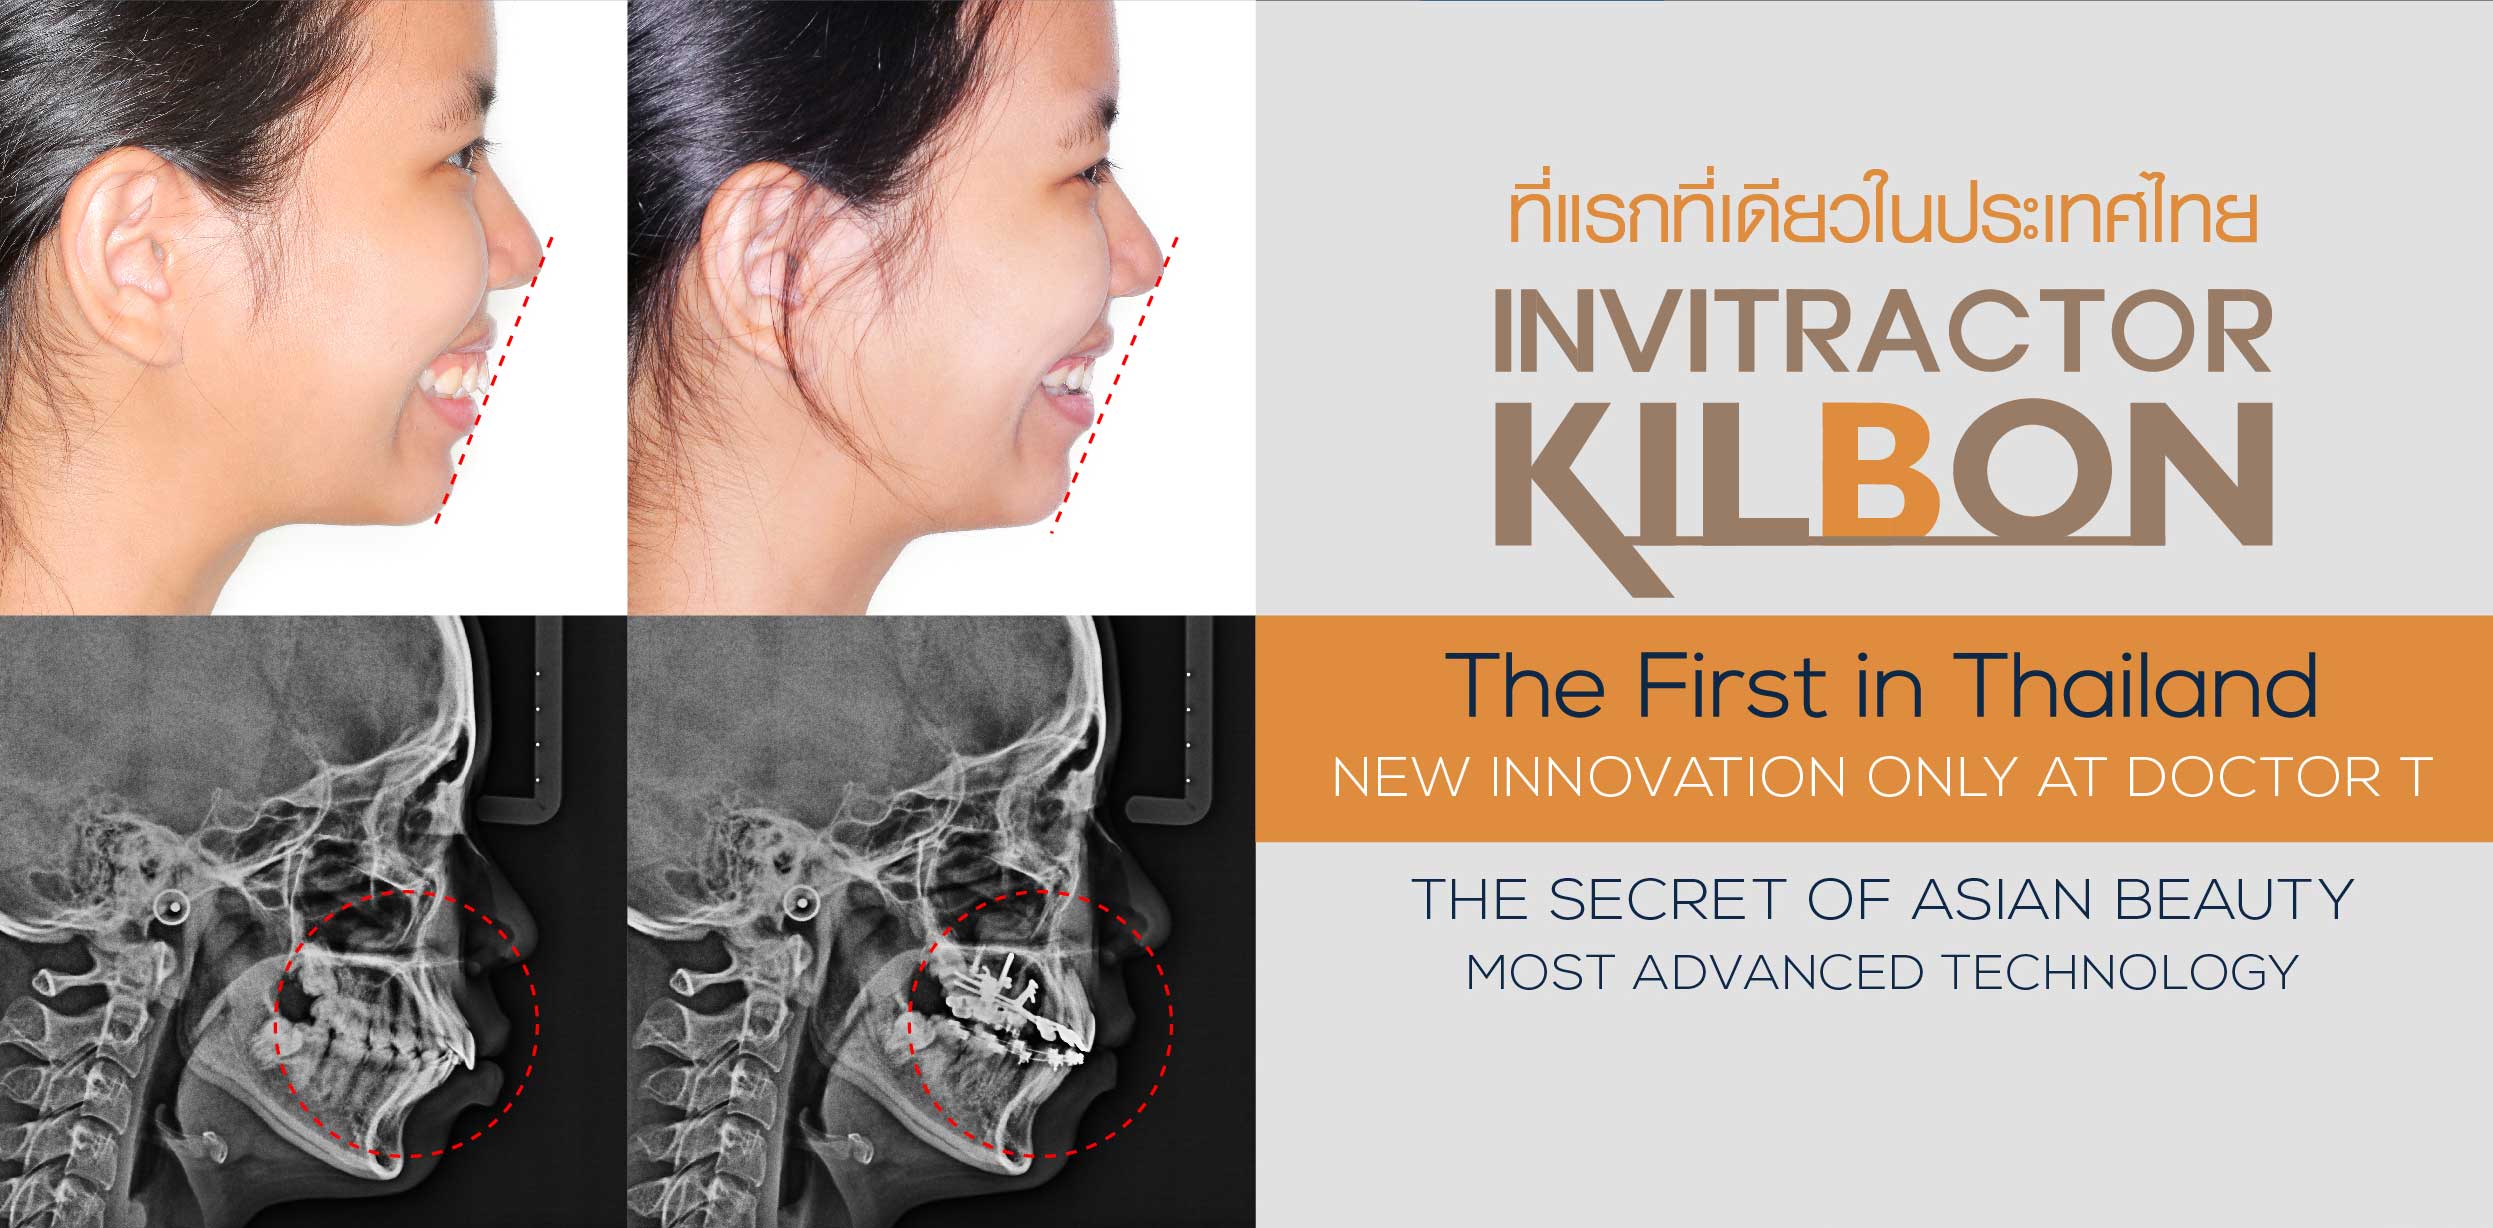 ที่แรกที่เดียวในประเทศไทย
INVITRACTOR
KILBON
The First in Thailand
NEW INNOVATION ONLY AT DOCTOR T
THE SECRET OF ASIAN BEAUTY
MOST ADVANCED TECHNOLOGY